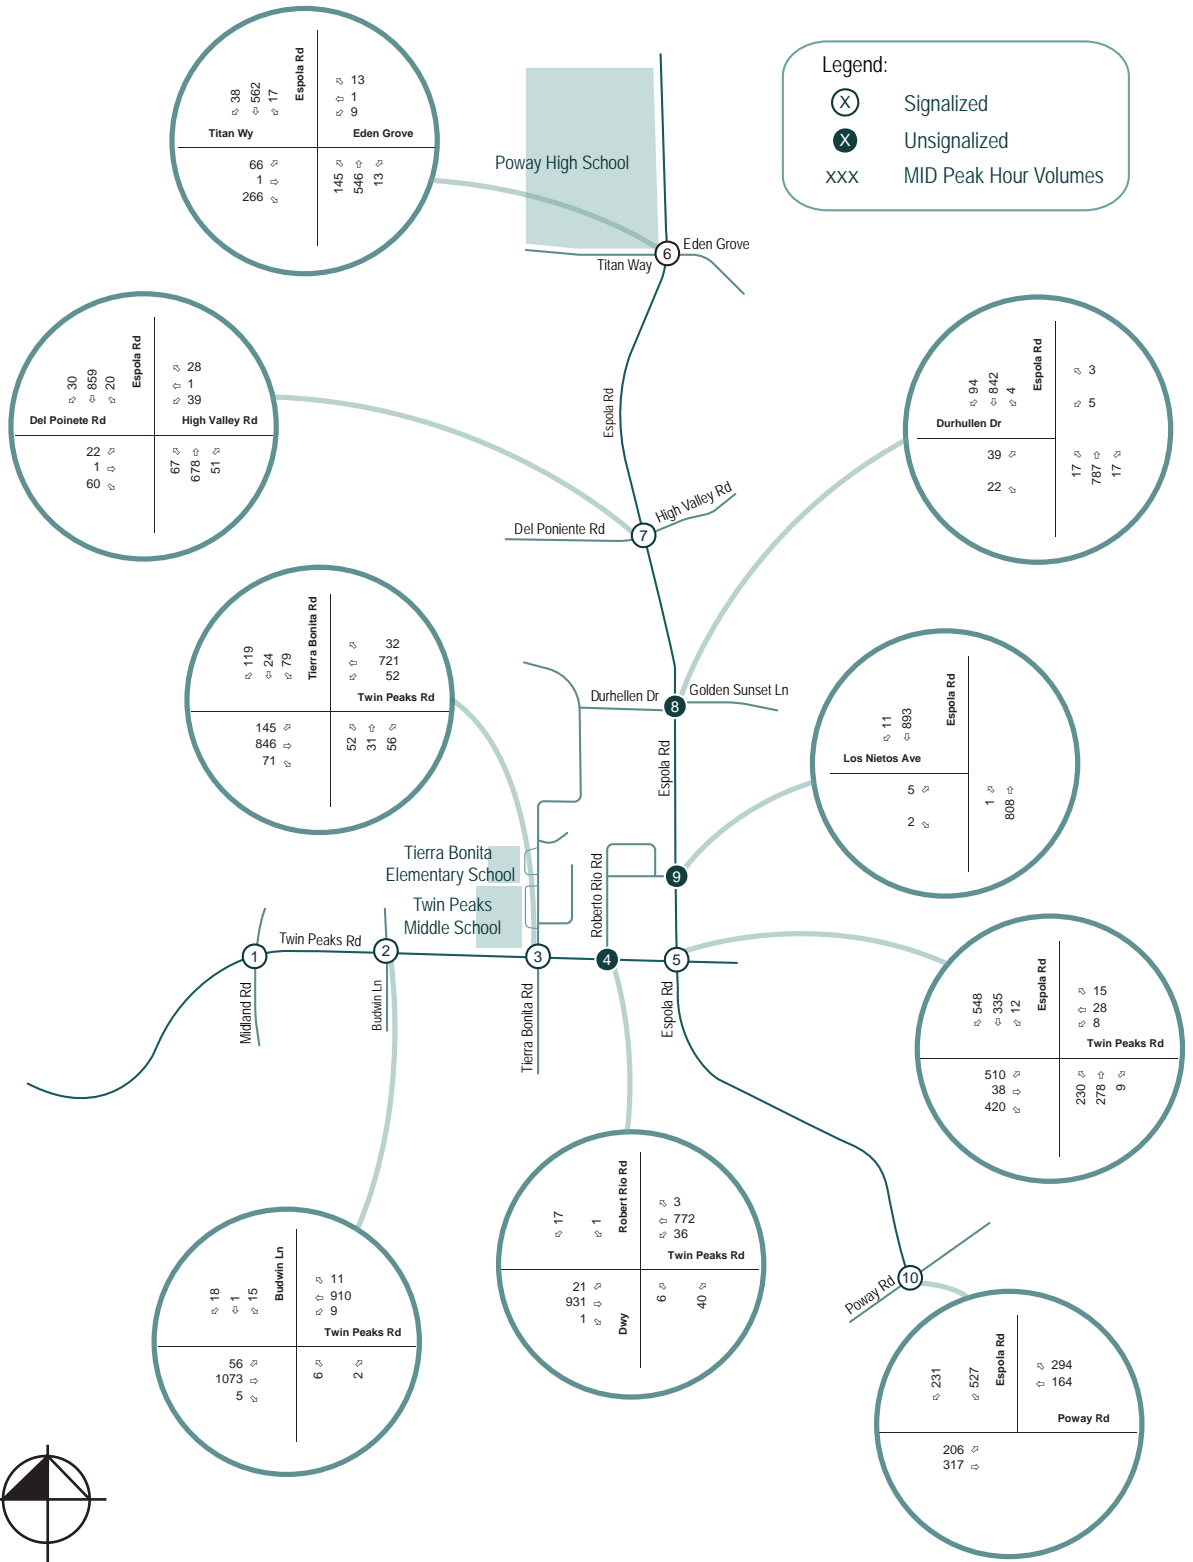 Legend:
X Signalized
X Unsignalized
XXX MID Peak Hour Volumes
Espola Rd
38
562
17
13
1
9
Titan Wy
Eden Grove
66
1
266
145
546
13
Poway High School
Eden Grove
6
Titan Way
Espola Rd
30
859
20
28
1
39
Del Poinete Rd
High Valley Rd
22
1
60
67
678
51
Espola Rd
94
842
4
3
5
Durhullen Dr
39
22
17
787
17
Espola Rd
High Valley Rd
Del Poniente Rd
7
Tierra Bonita Rd
119
24
79
32
721
52
Twin Peaks Rd
145
846
71
52
31
56
Durhellen Dr
8
Golden Sunset Ln
Espola Rd
Espola Rd
11
893
Los Nietos Ave
5
2
1
808
Tierra Bonita
Elementary School
Twin Peaks
Middle School
Roberto Rio Rd
9
Twin Peaks Rd
1
2
3
4
5
Midland Rd
Budwin Ln
Tierra Bonita Rd
Espola Rd
Espola Rd
548
335
12
15
28
8
Twin Peaks Rd
510
38
420
230
278
9
Robert Rio Rd
17
1
3
772
36
Twin Peaks Rd
21
931
1
Dwy
6
40
Budwin Ln
18
1
15
11
910
9
Twin Peaks Rd
56
1073
5
6
2
Poway Rd
10
Espola Rd
231
527
294
164
Poway Rd
206
317